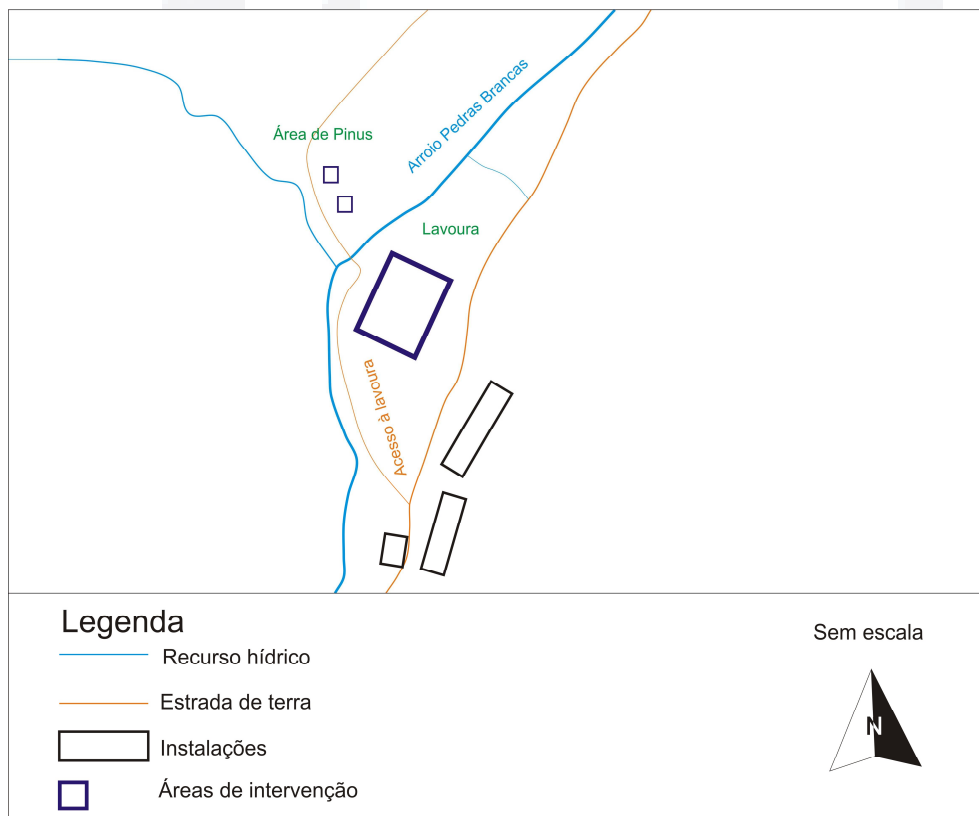 Arroio Pedras Brancas
Área de Pinus
Lavoura
Acesso à lavoura
Legenda
Recurso hídrico
Estrada de terra
Instalações
Áreas de intervenção
Sem escala
N